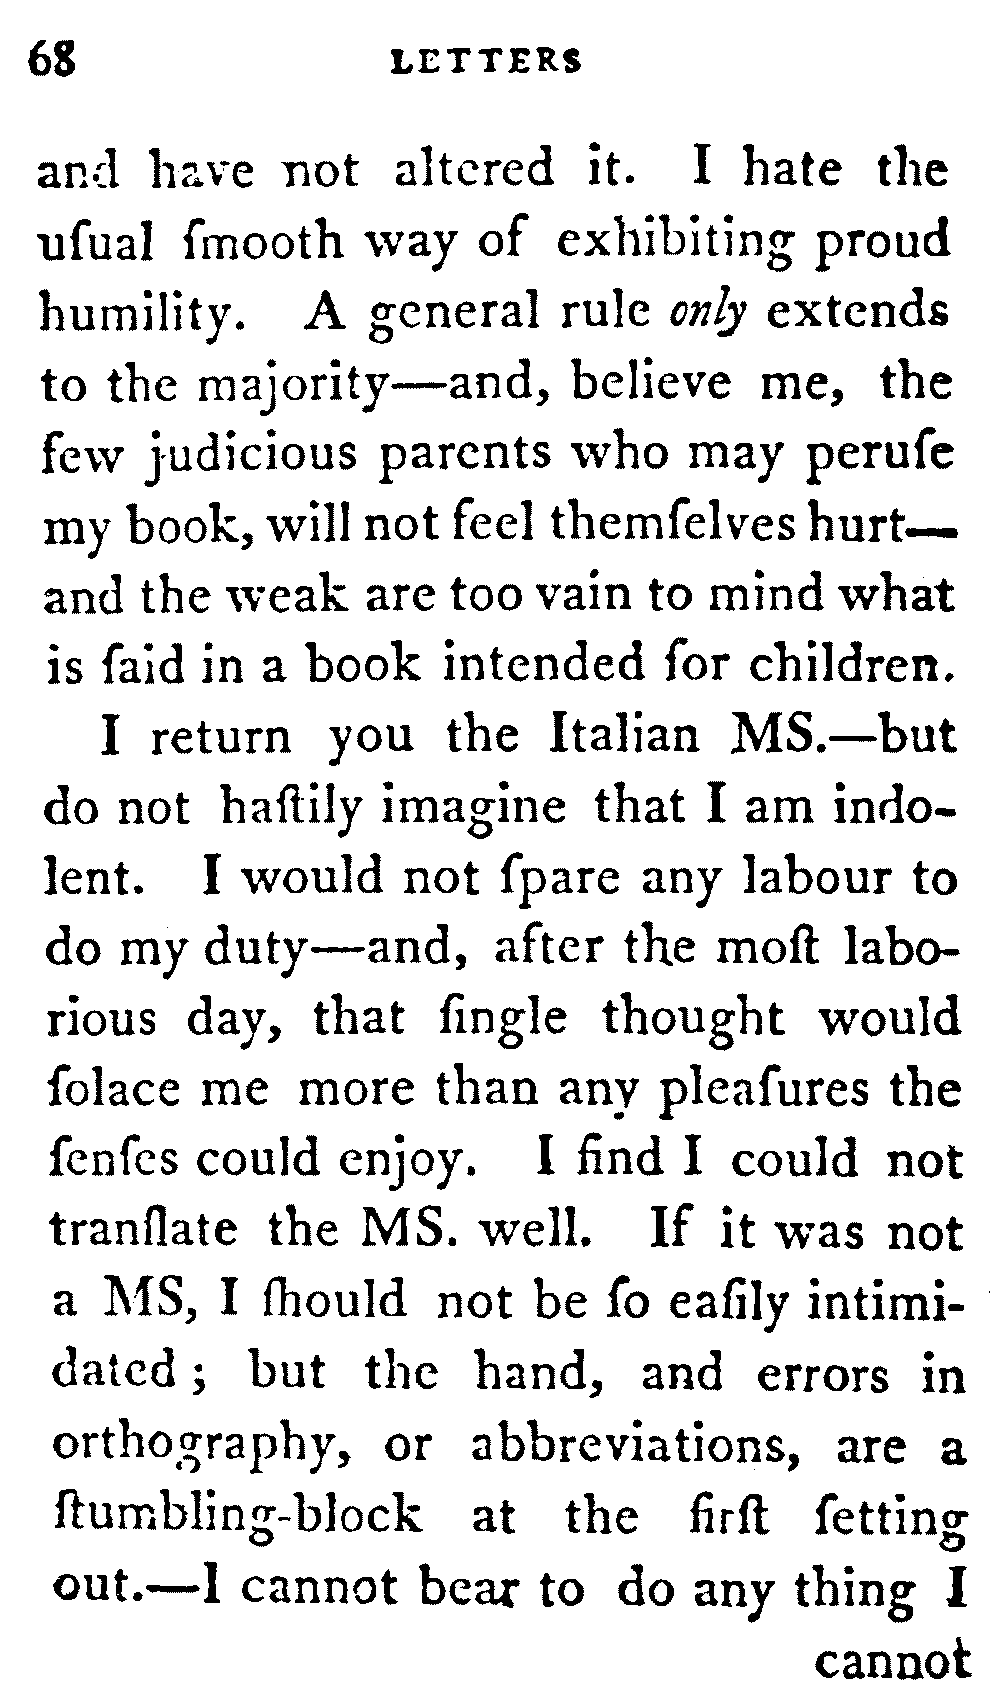 68 LETTERS
and have not altered it. I hate the
uſual ſmooth way of exhibiting proud
humility. A general rule only extends
to the majority—and, believe me, the
few judicious parents who may peruſe
my book, will not feel themſelves hurt—
and the weak are too vain to mind what
is ſaid in a book intended for children.
I return you the Italian MS.—but
do not haſtily imagine that I am indo-
lent. I would not ſpare any labour to
do my duty—and, after the moſt labo-
rious day, that ſingle thought would
ſolace me more than any pleaſures the
ſenſes could enjoy. I find I could not
tranſlate the MS. well. If it was not
a MS, I ſhould not be ſo eaſily intimi-
dated; but the hand, and errors in
orthography, or abbreviations, are a
ſtumbling-block at the firſt ſetting
out.—I cannot bear to do any thing I
cannot